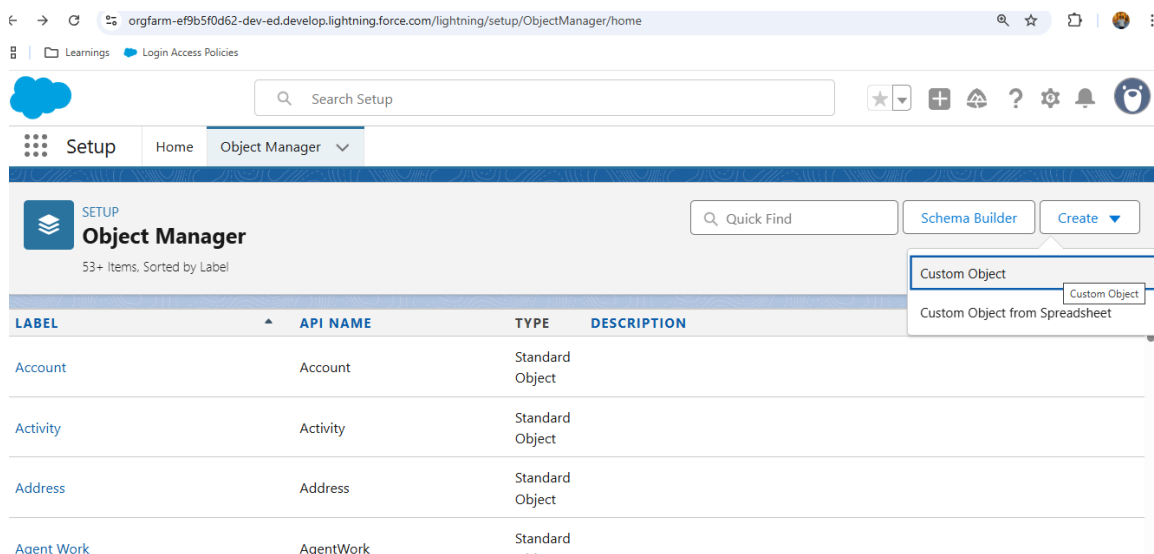 orgfarm-ef9b5f0d62-dev-ed.develop.lightning.force.com/lightning/setup/ObjectManager/home
Learnings Login Access Policies
Search Setup
Setup Home Object Manager
SETUP
Object Manager
53+ Items, Sorted by Label
Quick Find
Schema Builder
Create
Custom Object
Custom Object
Custom Object from Spreadsheet
LABEL API NAME TYPE DESCRIPTION
Account Account Standard
Object
Activity Activity Standard
Object
Address Address Standard
Object
Agent Work AgentWork Standard